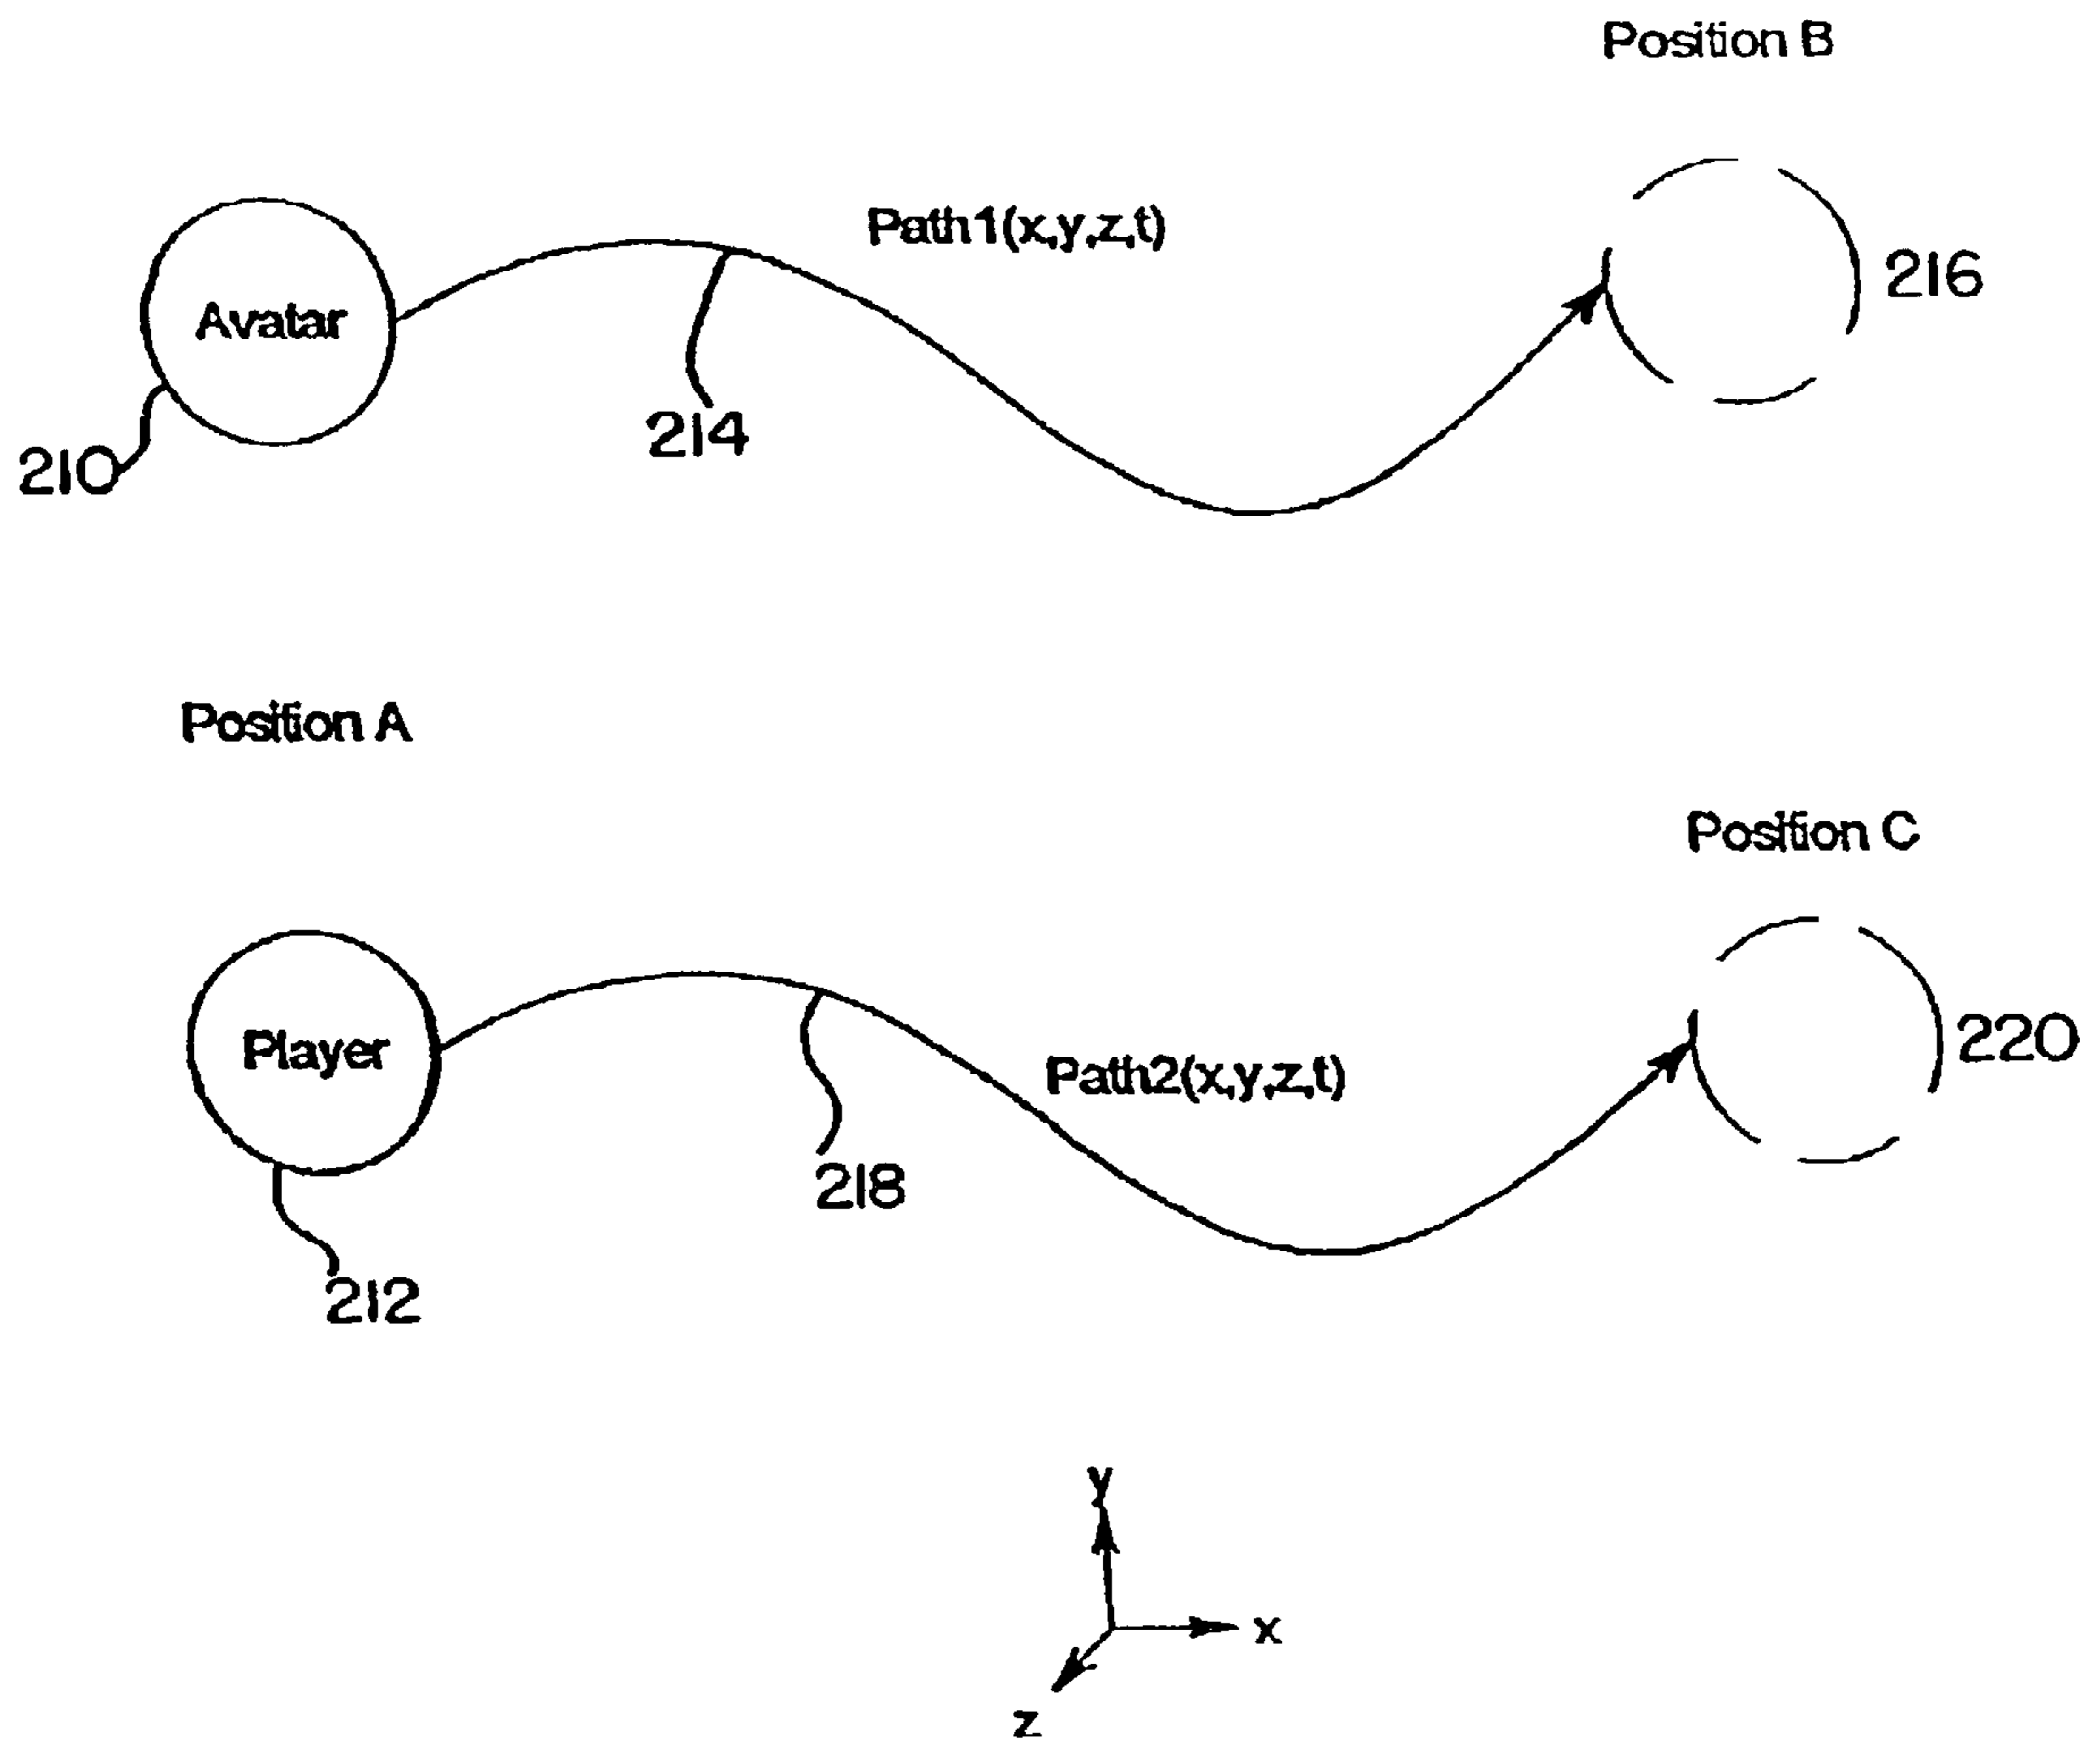 Position B
Path1(x,y,z,t)
216
Avatar
214
210
Position A
Position C
Player
Path2(x,y,z,t)
220
218
212
y
x
z